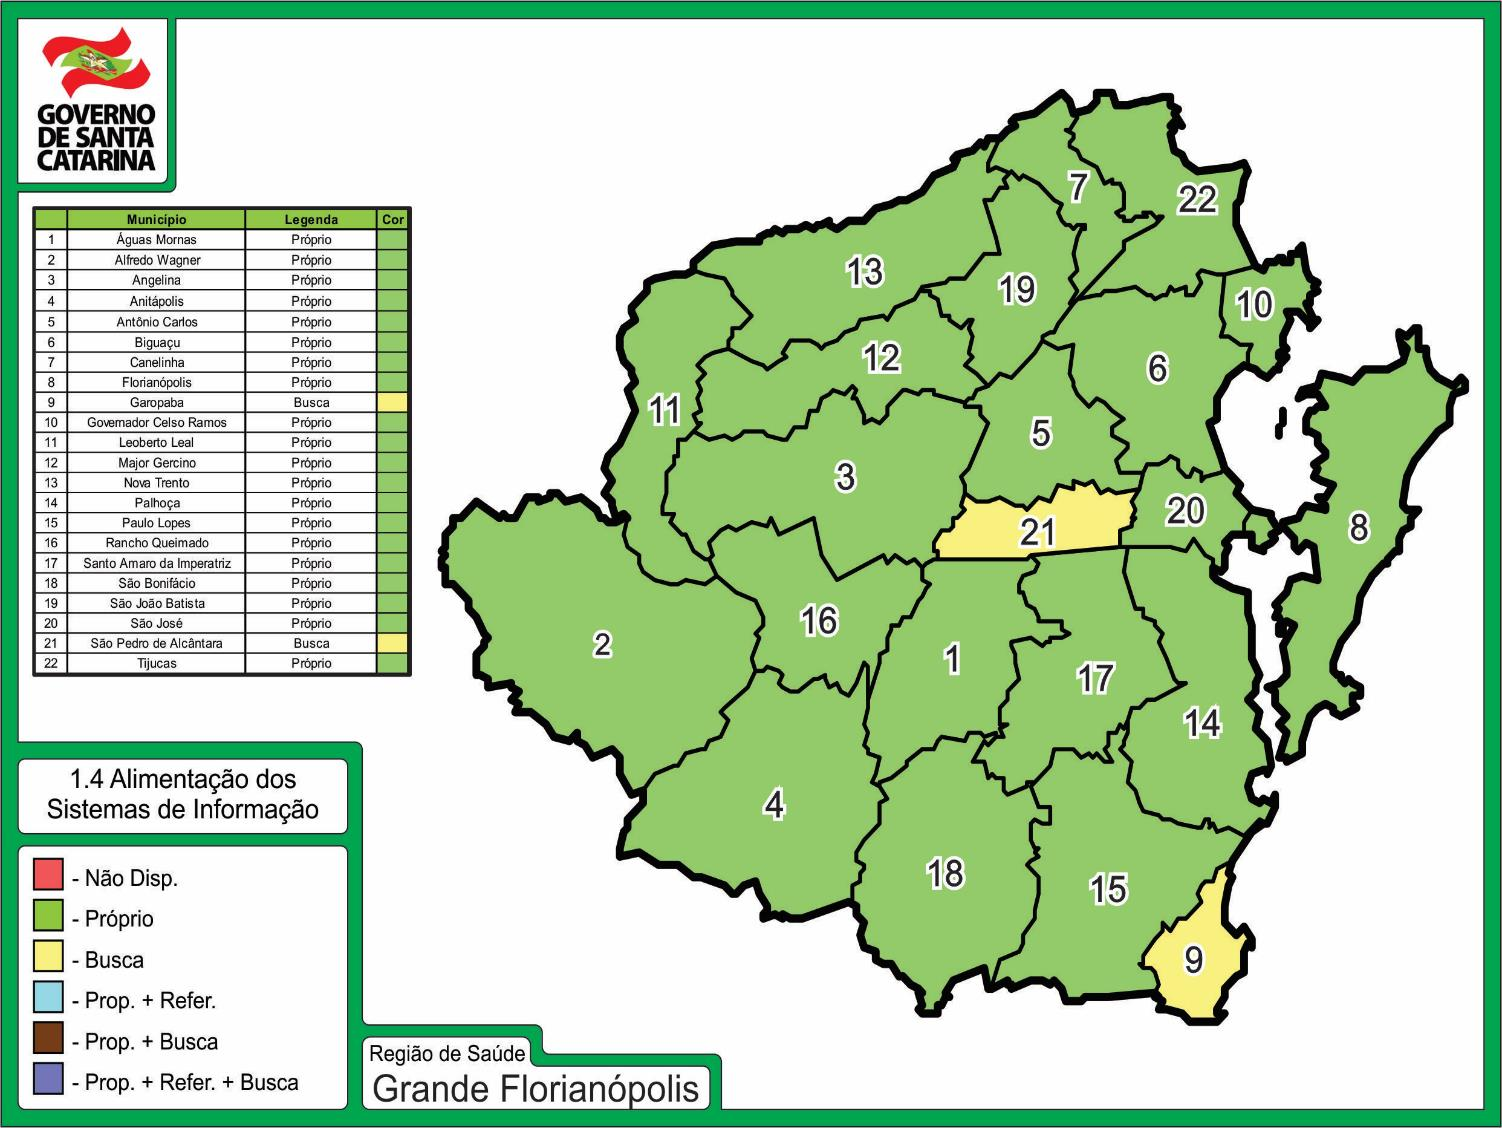 GOVERNO
DE SANTA
CATARINA
Município Legenda Cor
1 Águas Mornas Próprio
2 Alfredo Wagner Próprio
3 Angelina Próprio
4 Anitápolis Próprio
5 Antônio Carlos Próprio
6 Biguaçu Próprio
7 Canelinha Próprio
8 Florianópolis Próprio
9 Garopaba Busca
10 Governador Celso Ramos Próprio
11 Leoberto Leal Próprio
12 Major Gercino Próprio
13 Nova Trento Próprio
14 Palhoça Próprio
15 Paulo Lopes Próprio
16 Rancho Queimado Próprio
17 Santo Amaro da Imperatriz Próprio
18 São Bonifácio Próprio
19 São João Batista Próprio
20 São José Próprio
21 São Pedro de Alcântara Busca
22 Tijucas Próprio
7
22
13
19
10
12
6
11
5
3
20
21
8
16
2
1
17
14
4
18
15
9
1.4 Alimentação dos
Sistemas de Informação
- Não Disp.
- Próprio
- Busca
- Prop. + Refer.
- Prop. + Busca
- Prop. + Refer. + Busca
Região de Saúde
Grande Florianópolis